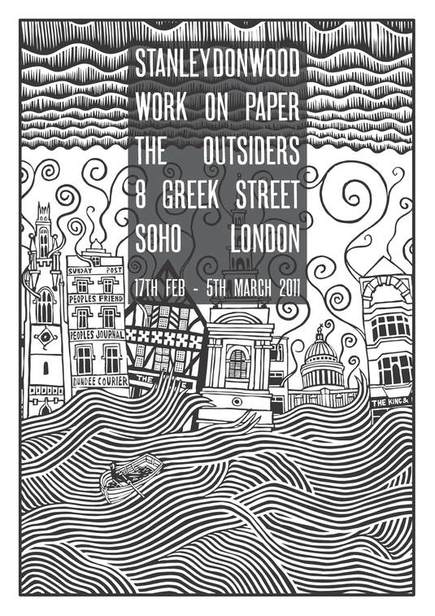 STANLEYDONWOOD
WORK ON PAPER
THE OUTSIDERS
8 GREEK STREET
SOHO LONDON
17TH FEB - 5TH MARCH 2011
SUNDAY POST
PEOPLES FRIEND
PEOPLES JOURNAL
DUNDEE COURIER
THE
THE KING &